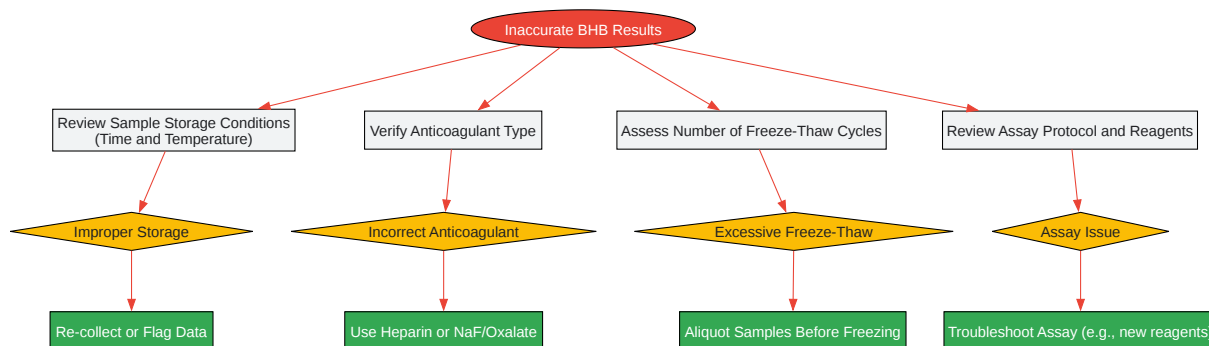 Inaccurate BHB Results
Review Sample Storage Conditions
(Time and Temperature)
Verify Anticoagulant Type
Assess Number of Freeze-Thaw Cycles
Review Assay Protocol and Reagents
Improper Storage
Incorrect Anticoagulant
Excessive Freeze-Thaw
Assay Issue
Re-collect or Flag Data
Use Heparin or NaF/Oxalate
Aliquot Samples Before Freezing
Troubleshoot Assay (e.g., new reagents)